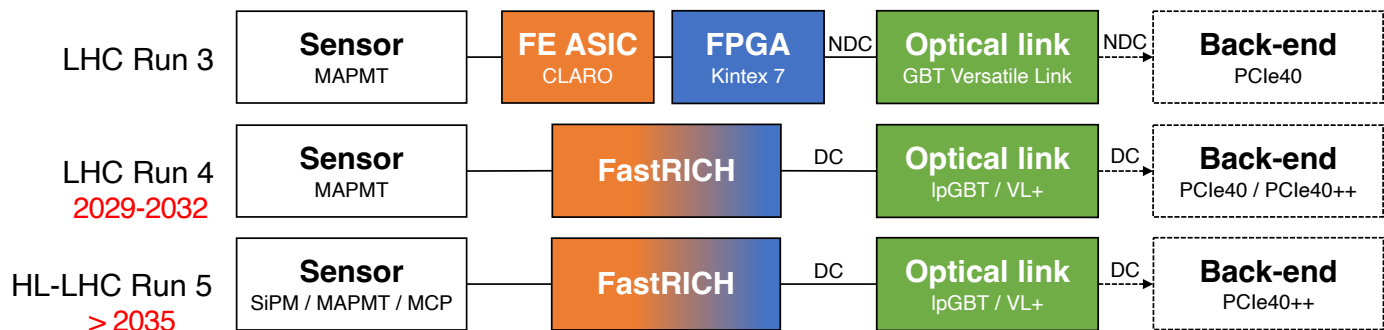 LHC Run 3
Sensor
MAPMT
FE ASIC
CLARO
FPGA
Kintex 7
NDC
Optical link
GBT Versatile Link
NDC
Back-end
PCIe40
LHC Run 4
2029-2032
Sensor
MAPMT
FastRICH
DC
Optical link
lpGBT / VL+
DC
Back-end
PCIe40 / PCIe40++
HL-LHC Run 5
> 2035
Sensor
SiPM / MAPMT / MCP
FastRICH
DC
Optical link
lpGBT / VL+
DC
Back-end
PCIe40++